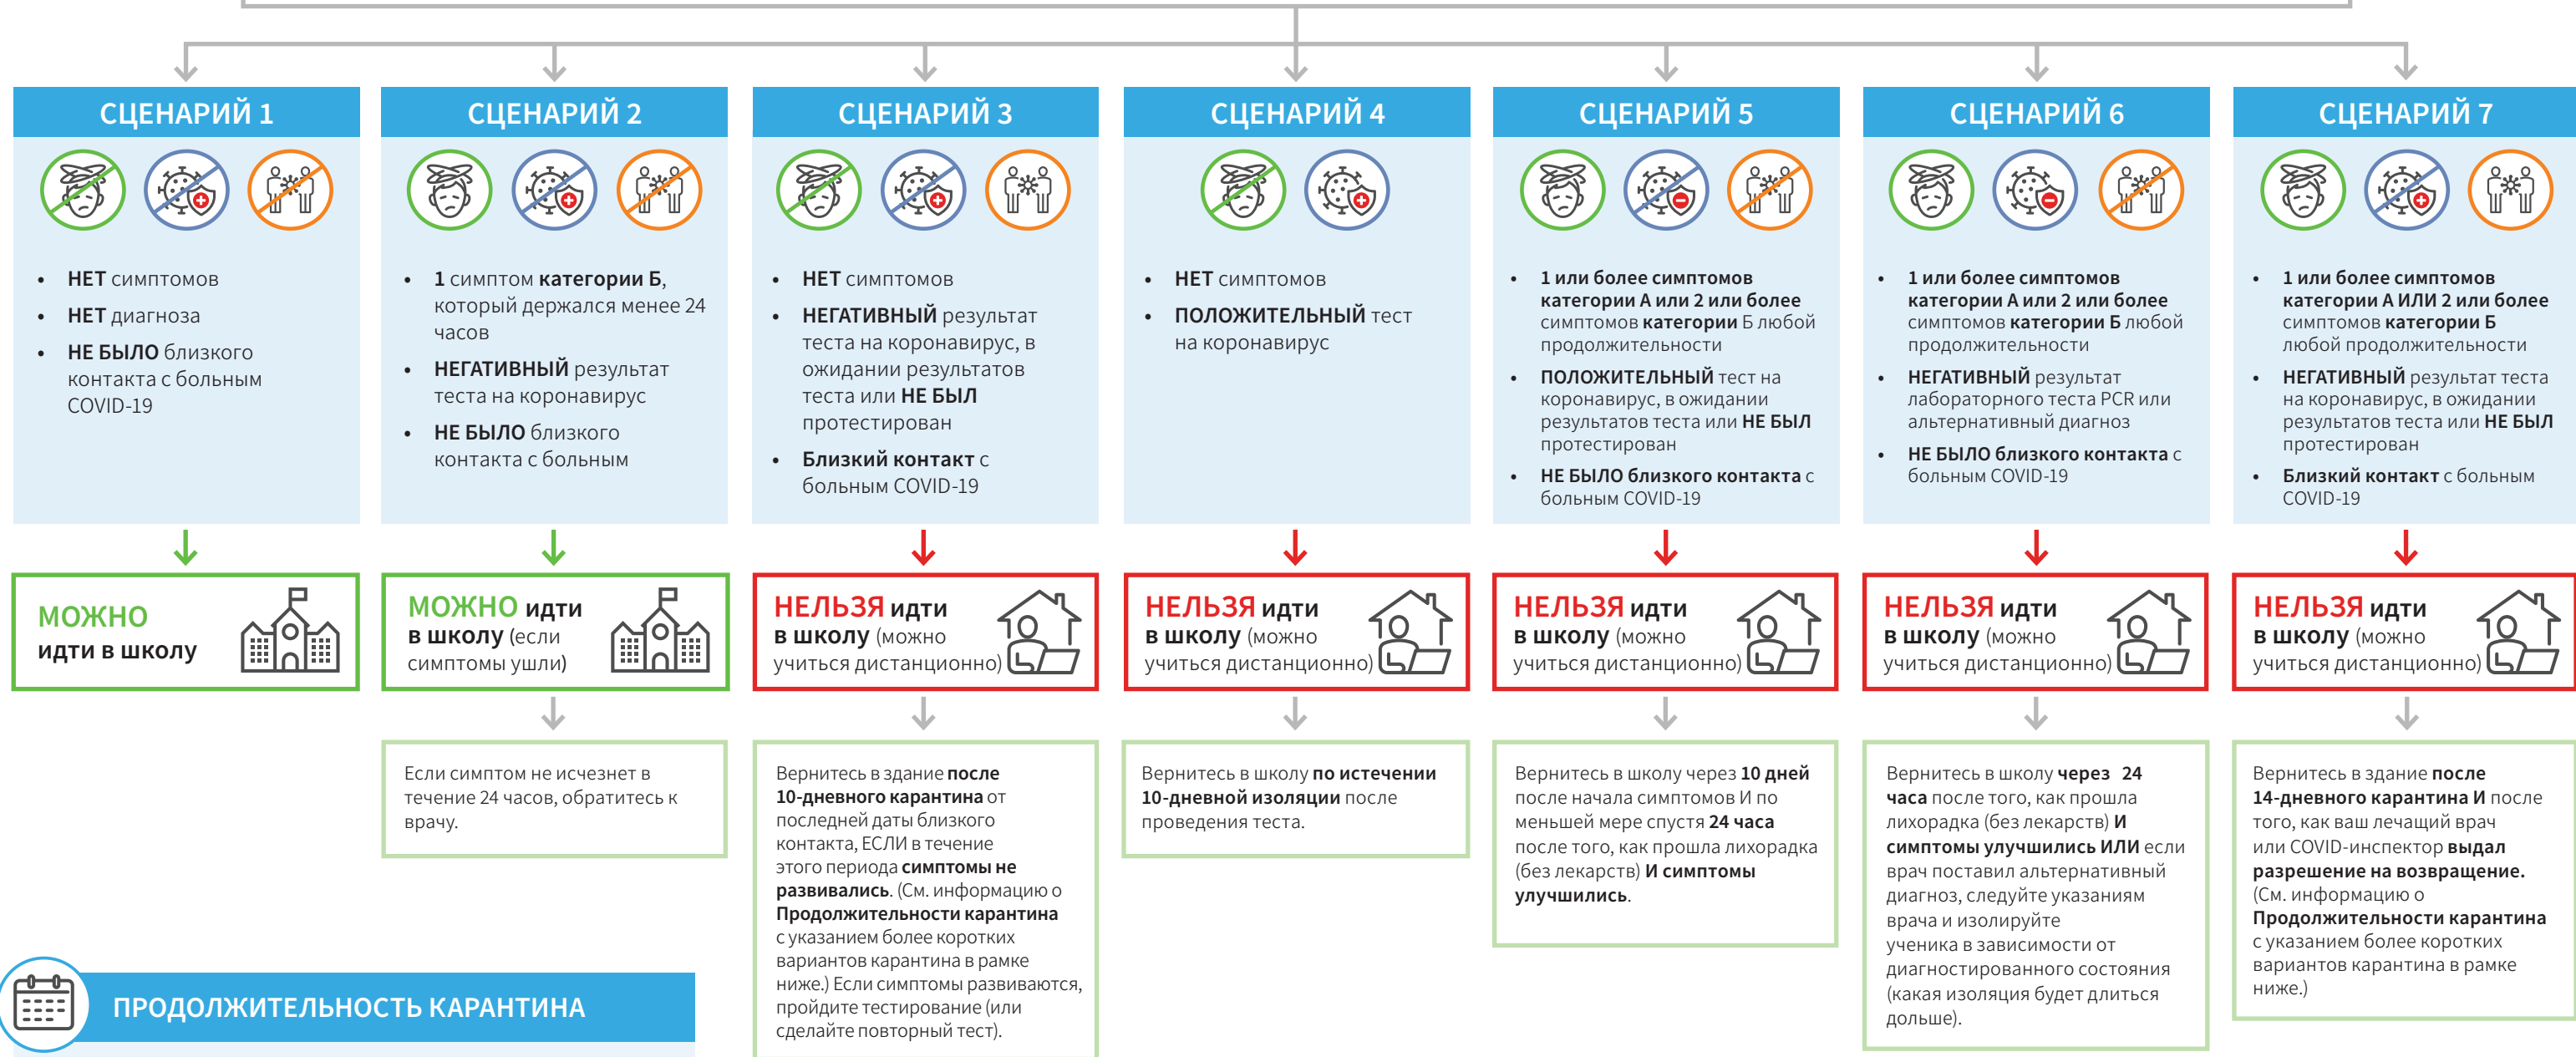 СЦЕНАРИЙ 1
НЕТ симптомов
НЕТ диагноза
НЕ БЫЛО близкого
контакта с больным
COVID-19
МОЖНО
идти в школу
СЦЕНАРИЙ 2
1 симптом категории Б,
который держался менее 24
часов
НЕГАТИВНЫЙ результат
теста на коронавирус
НЕ БЫЛО близкого
контакта с больным
МОЖНО идти
в школу (если
симптомы ушли)
Если симптом не исчезнет в
течение 24 часов, обратитесь к
врачу.
СЦЕНАРИЙ 3
НЕТ симптомов
НЕГАТИВНЫЙ результат
теста на коронавирус, в
ожидании результатов
теста или НЕ БЫЛ
протестирован
Близкий контакт с
больным COVID-19
НЕЛЬЗЯ идти
в школу (можно
учиться дистанционно)
Вернитесь в здание после
10-дневного карантина от
последней даты близкого
контакта, ЕСЛИ в течение
этого периода симптомы не
развивались. (См. информацию о
Продолжительности карантина
с указанием более коротких
вариантов карантина в рамке
ниже.) Если симптомы развиваются,
пройдите тестирование (или
сделайте повторный тест).
СЦЕНАРИЙ 4
НЕТ симптомов
ПОЛОЖИТЕЛЬНЫЙ тест
на коронавирус
НЕЛЬЗЯ идти
в школу (можно
учиться дистанционно)
Вернитесь в школу по истечении
10-дневной изоляции после
проведения теста.
СЦЕНАРИЙ 5
1 или более симптомов
категории А или 2 или более
симптомов категории Б любой
продолжительности
ПОЛОЖИТЕЛЬНЫЙ тест на
коронавирус, в ожидании
результатов теста или НЕ БЫЛ
протестирован
НЕ БЫЛО близкого контакта с
больным COVID-19
НЕЛЬЗЯ идти
в школу (можно
учиться дистанционно)
Вернитесь в школу через 10 дней
после начала симптомов И по
меньшей мере спустя 24 часа
после того, как прошла лихорадка
(без лекарств) И симптомы
улучшились.
СЦЕНАРИЙ 6
1 или более симптомов
категории А или 2 или более
симптомов категории Б любой
продолжительности
НЕГАТИВНЫЙ результат
лабораторного теста PCR или
альтернативный диагноз
НЕ БЫЛО близкого контакта с
больным COVID-19
НЕЛЬЗЯ идти
в школу (можно
учиться дистанционно)
Вернитесь в школу через 24
часа после того, как прошла
лихорадка (без лекарств) И
симптомы улучшились ИЛИ если
врач поставил альтернативный
диагноз, следуйте указаниям
врача и изолируйте
ученика в зависимости от
диагностированного состояния
(какая изоляция будет длиться
дольше).
СЦЕНАРИЙ 7
1 или более симптомов
категории А ИЛИ 2 или более
симптомов категории Б
любой продолжительности
НЕГАТИВНЫЙ результат теста
на коронавирус, в ожидании
результатов теста или НЕ БЫЛ
протестирован
Близкий контакт с больным
COVID-19
НЕЛЬЗЯ идти
в школу (можно
учиться дистанционно)
Вернитесь в здание после
14-дневного карантина И после
того, как ваш лечащий врач
или COVID-инспектор выдал
разрешение на возвращение.
(См. информацию о
Продолжительности карантина
с указанием более коротких
вариантов карантина в рамке
ниже.)
ПРОДОЛЖИТЕЛЬНОСТЬ КАРАНТИНА